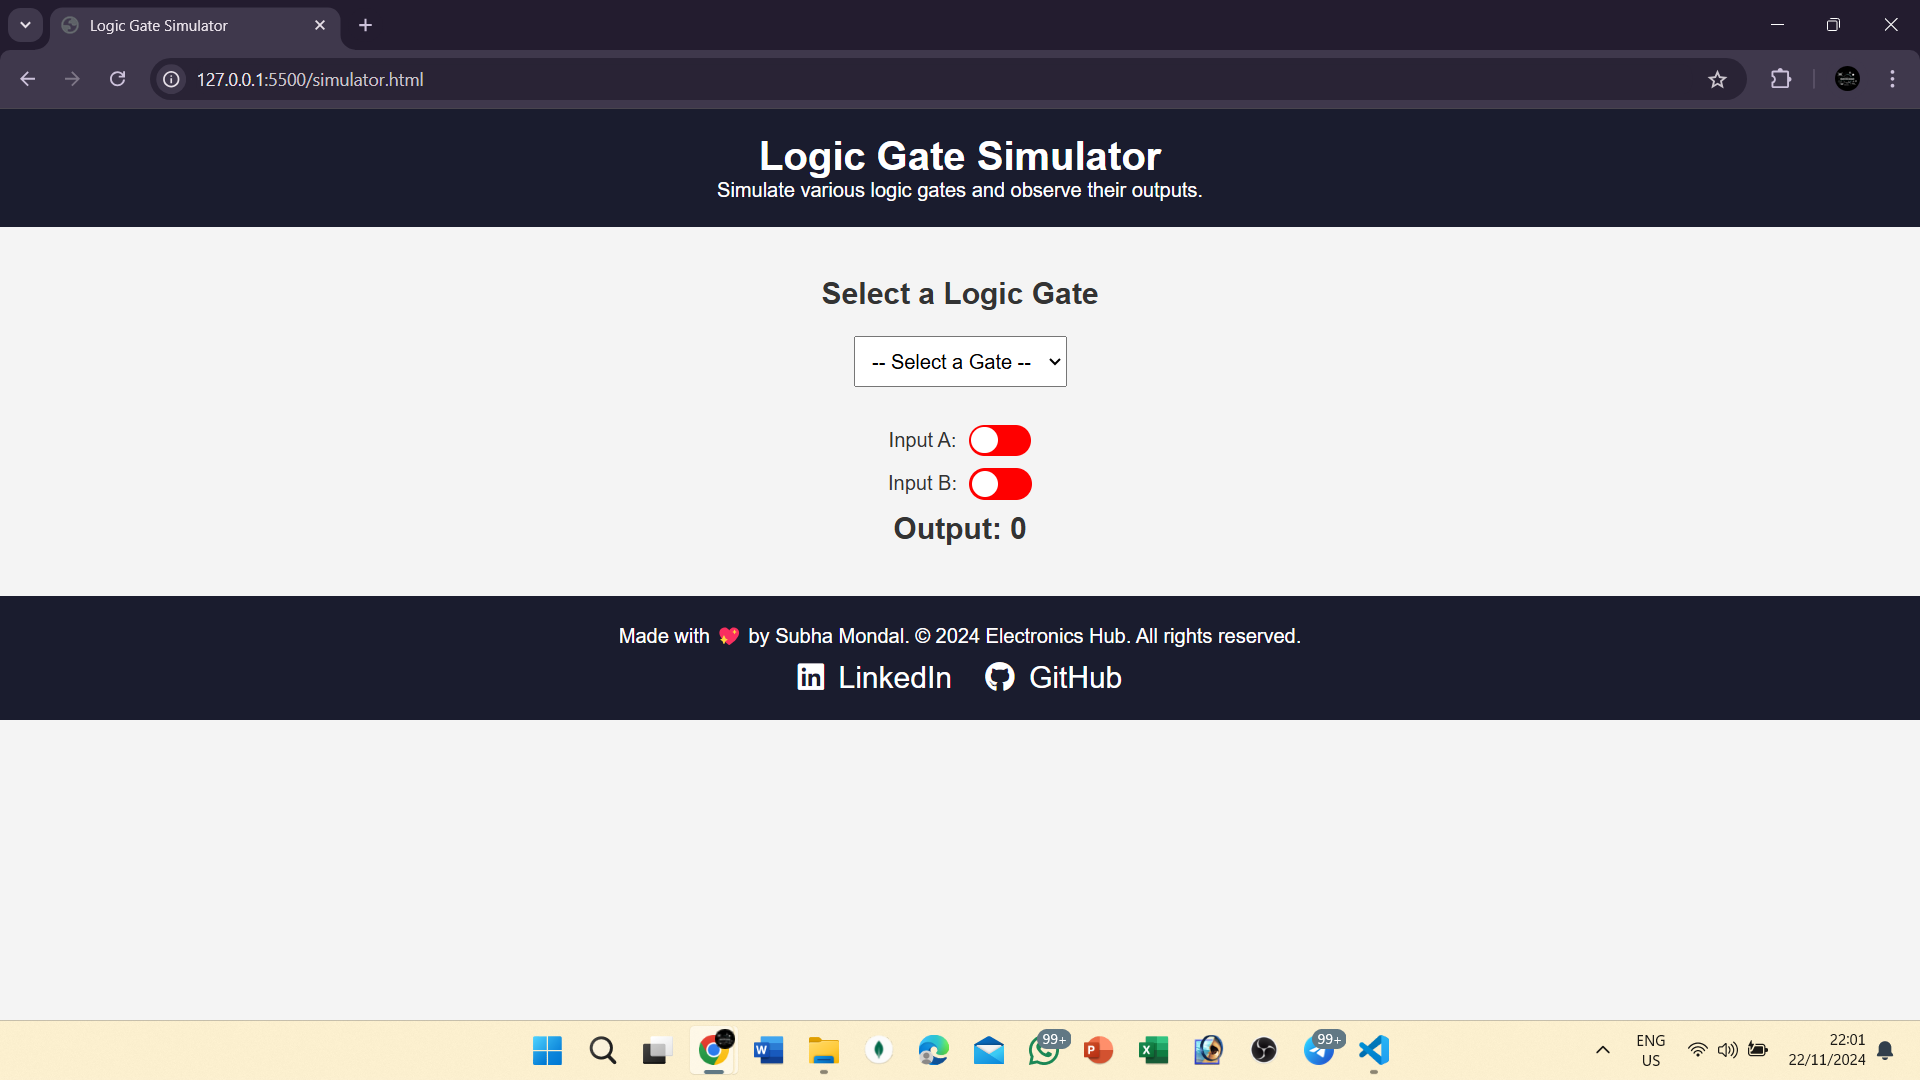 Logic Gate Simulator
127.0.0.1:5500/simulator.html
Logic Gate Simulator
Simulate various logic gates and observe their outputs.
Select a Logic Gate
-- Select a Gate --
Input A:
Input B:
Output: 0
Made with 💖 by Subha Mondal. © 2024 Electronics Hub. All rights reserved.
LinkedIn GitHub
99+ 99+
ENG
US
22:01
22/11/2024